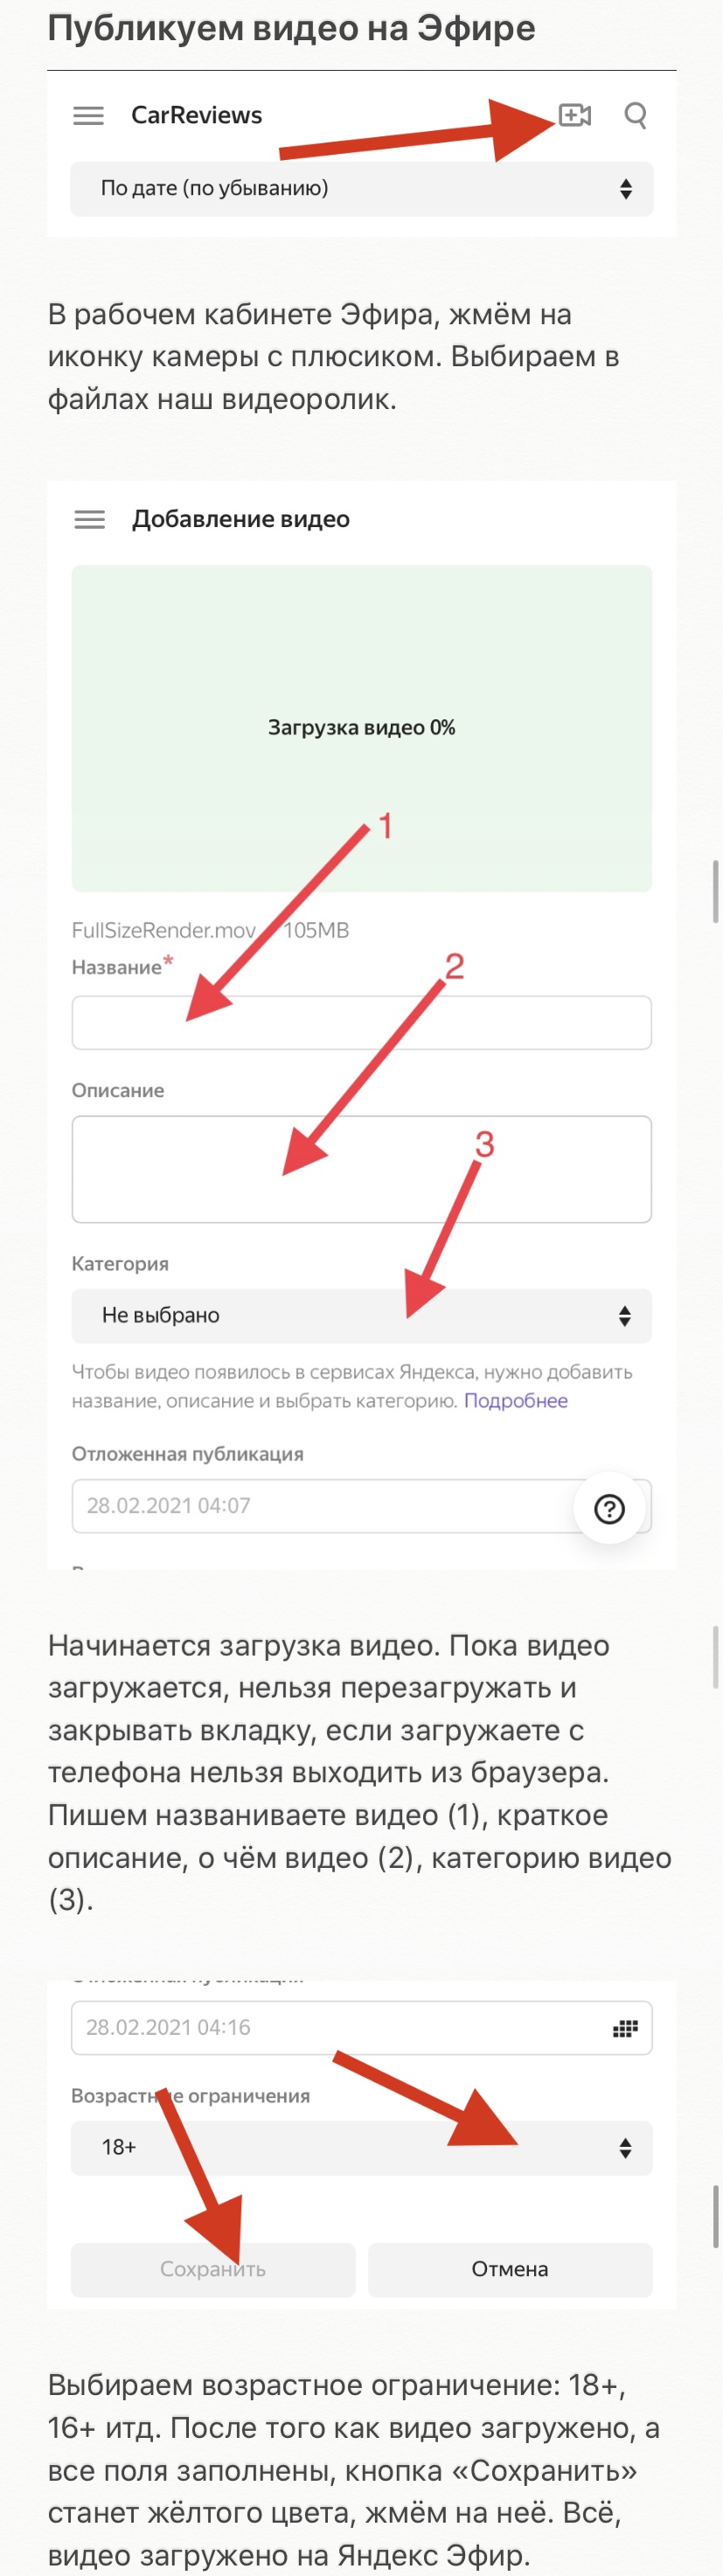 Публикуем видео на Эфире
CarReviews
По дате (по убыванию)
В рабочем кабинете Эфира, жмём на
иконку камеры с плюсиком. Выбираем в
файлах наш видеоролик.
Добавление видео
Загрузка видео 0%
1
FullSizeRender.mov 105MB
Название*
2
Описание
3
Категория
Не выбрано
Чтобы видео появилось в сервисах Яндекса, нужно добавить
название, описание и выбрать категорию. Подробнее
Отложенная публикация
28.02.2021 04:07
Начинается загрузка видео. Пока видео
загружается, нельзя перезагружать и
закрывать вкладку, если загружаете с
телефона нельзя выходить из браузера.
Пишем названиваете видео (1), краткое
описание, о чём видео (2), категорию видео
(3).
28.02.2021 04:16
Возрастные ограничения
18+
Сохранить
Отмена
Выбираем возрастное ограничение: 18+,
16+ итд. После того как видео загружено, а
все поля заполнены, кнопка «Сохранить»
станет жёлтого цвета, жмём на неё. Всё,
видео загружено на Яндекс Эфир.